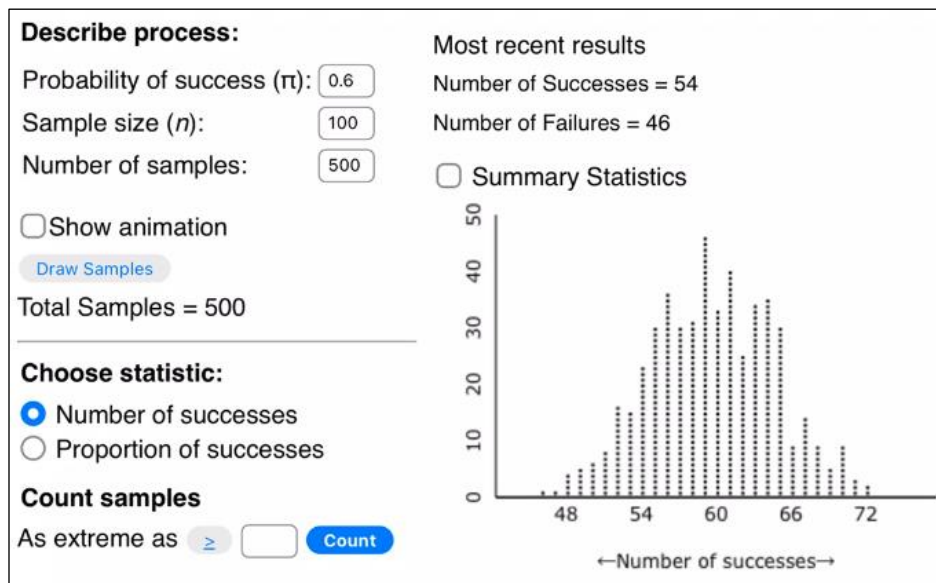 Describe process:
Probability of success (π): 0.6
Sample size (n): 100
Number of samples: 500
Show animation
Draw Samples
Total Samples = 500
Choose statistic:
Number of successes
Proportion of successes
Count samples
As extreme as ≥ Count
Most recent results
Number of Successes = 54
Number of Failures = 46
Summary Statistics
50
40
30
20
10
0
48 54 60 66 72
←Number of successes→